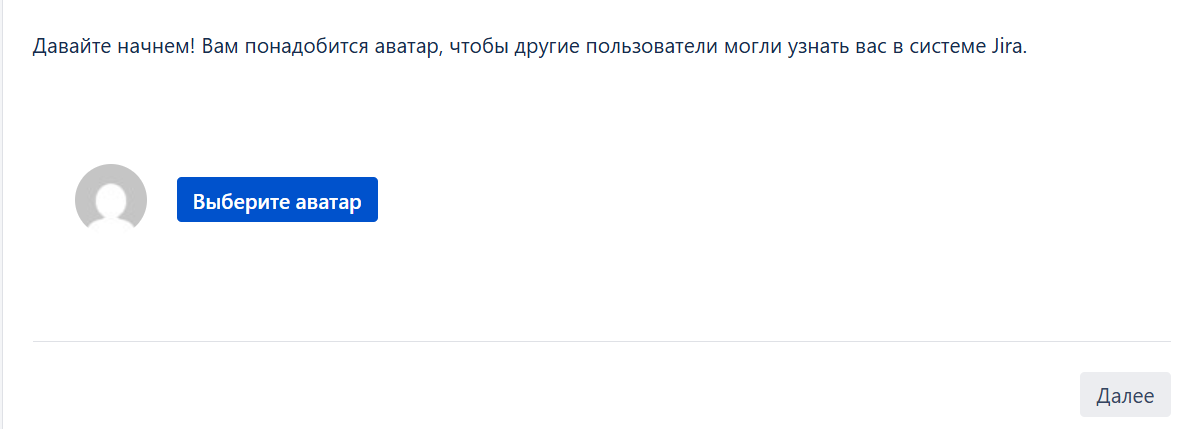 Давайте начнем! Вам понадобится аватар, чтобы другие пользователи могли узнать вас в системе Jira.
Выберите аватар
Далее